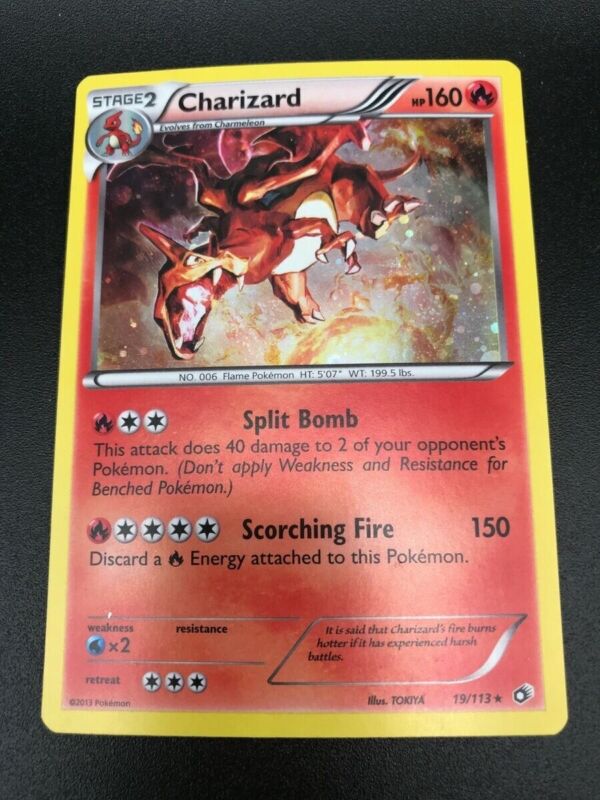 STAGE2 Charizard HP160
Evolves from Charmeleon
NO. 006 Flame Pokémon HT: 5'07" WT: 199.5 lbs.
Split Bomb
This attack does 40 damage to 2 of your opponent's
Pokémon. (Don't apply Weakness and Resistance for
Benched Pokémon.)
Scorching Fire 150
Discard a Energy attached to this Pokémon.
weakness resistance
×2
It is said that Charizard's fire burns
hotter if it has experienced harsh
battles.
retreat
©2013 Pokémon
Illus. TOKIYA 19/113★